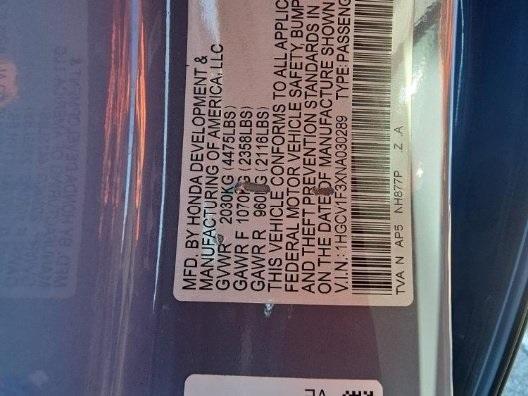 MFD. BY HONDA DEVELOPMENT &
MANUFACTURING OF AMERICA, LLC
GVWR 2030KG (4475LBS)
GAWR F 1070KG (2358LBS)
GAWR R 960KG (2116LBS)
THIS VEHICLE CONFORMS TO ALL APPLIC
FEDERAL MOTOR VEHICLE SAFETY, BUMP
AND THEFT PREVENTION STANDARDS IN
ON THE DATE OF MANUFACTURE SHOWN
V.I.N.: 1HGCV1F3XNA030289 TYPE: PASSENG
TVA N AP5 NH877P Z A